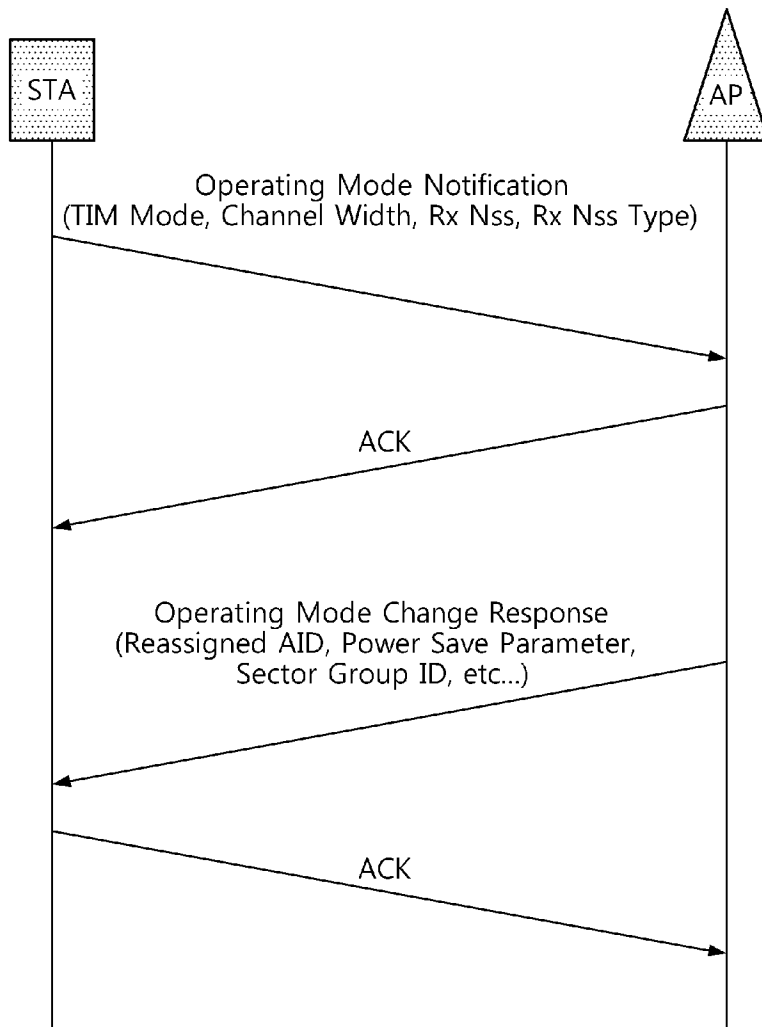 STA
AP
Operating Mode Notification
(TIM Mode, Channel Width, Rx Nss, Rx Nss Type)
ACK
Operating Mode Change Response
(Reassigned AID, Power Save Parameter,
Sector Group ID, etc...)
ACK